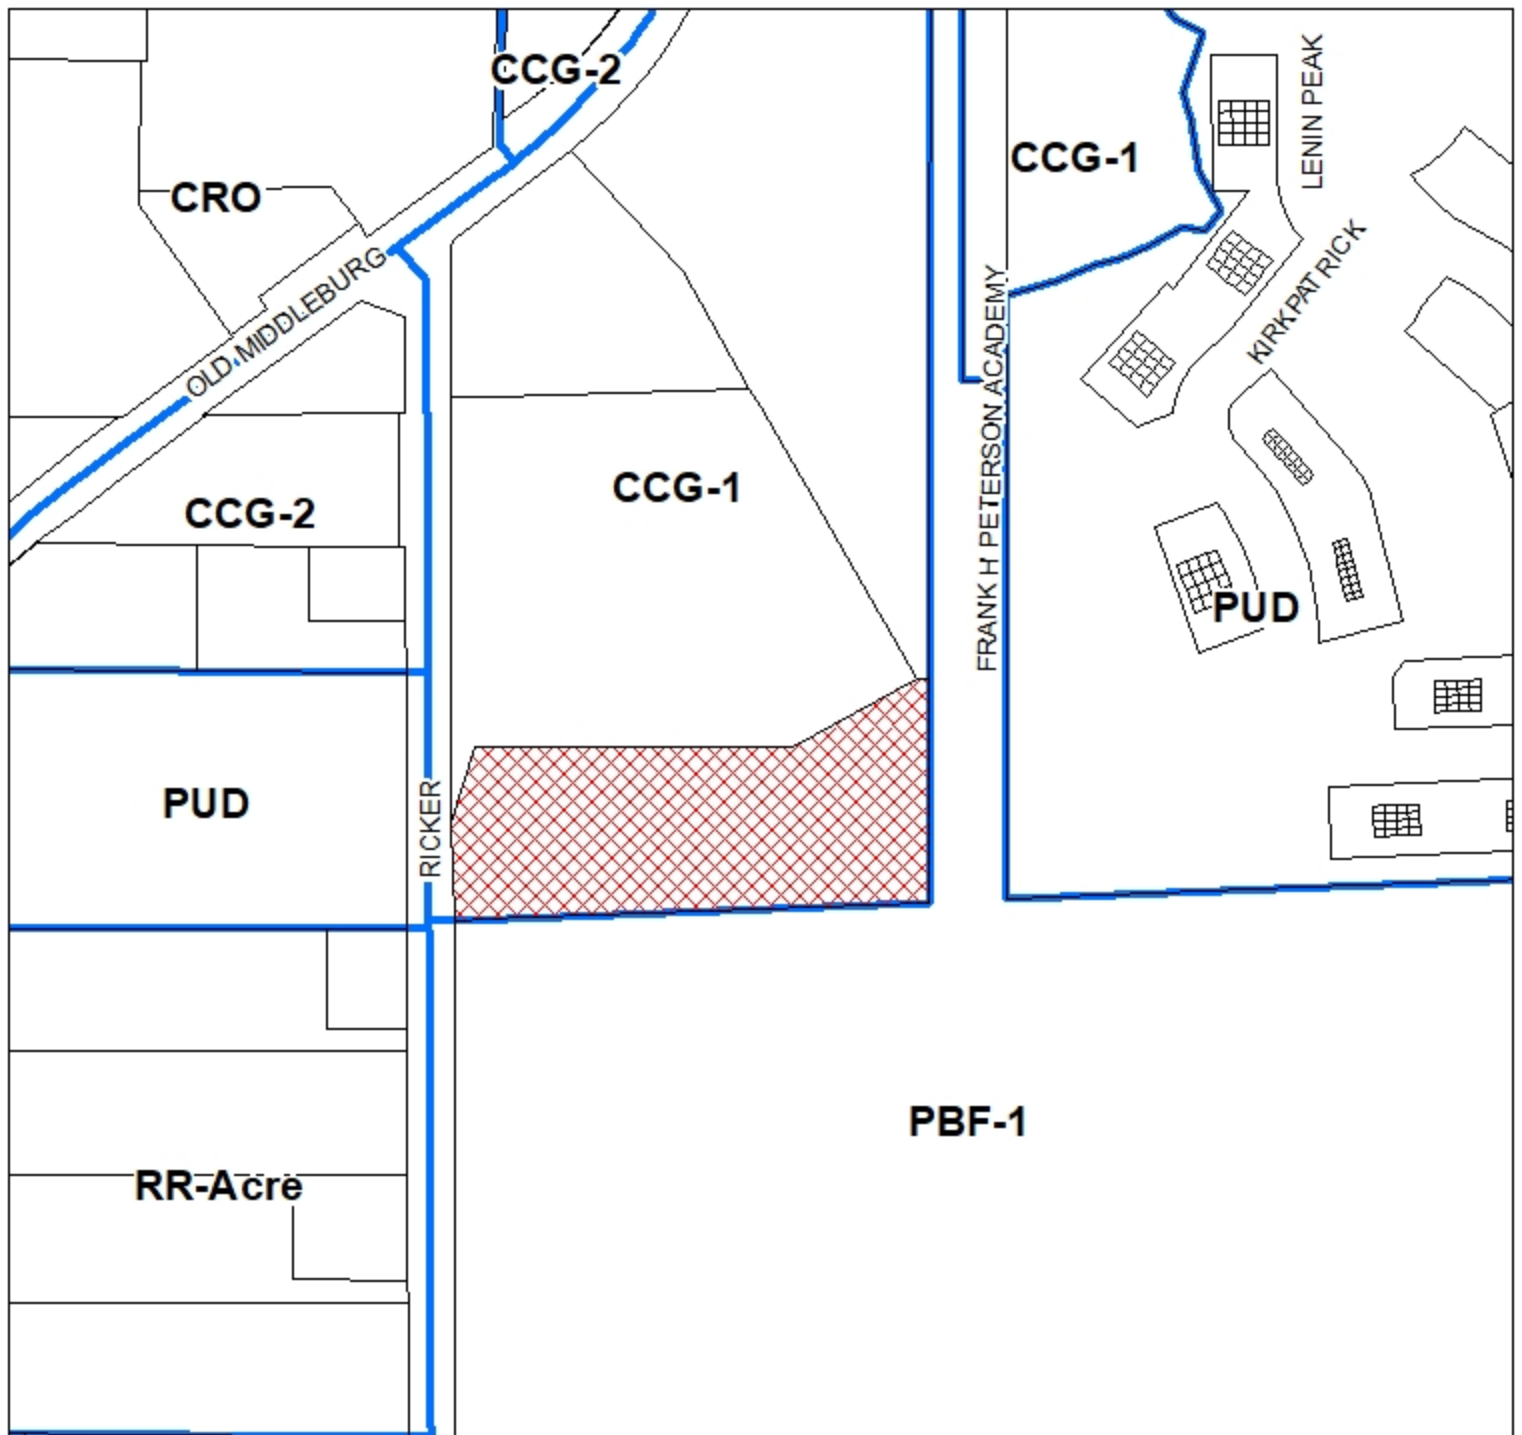 CCG-2
LENIN PEAK
CCG-1
CRO
KIRKPATRICK
OLD MIDDLEBURG
FRANK H PETERSON ACADEMY
CCG-1
CCG-2
PUD
PUD
RICKER
PBF-1
RR-Acre